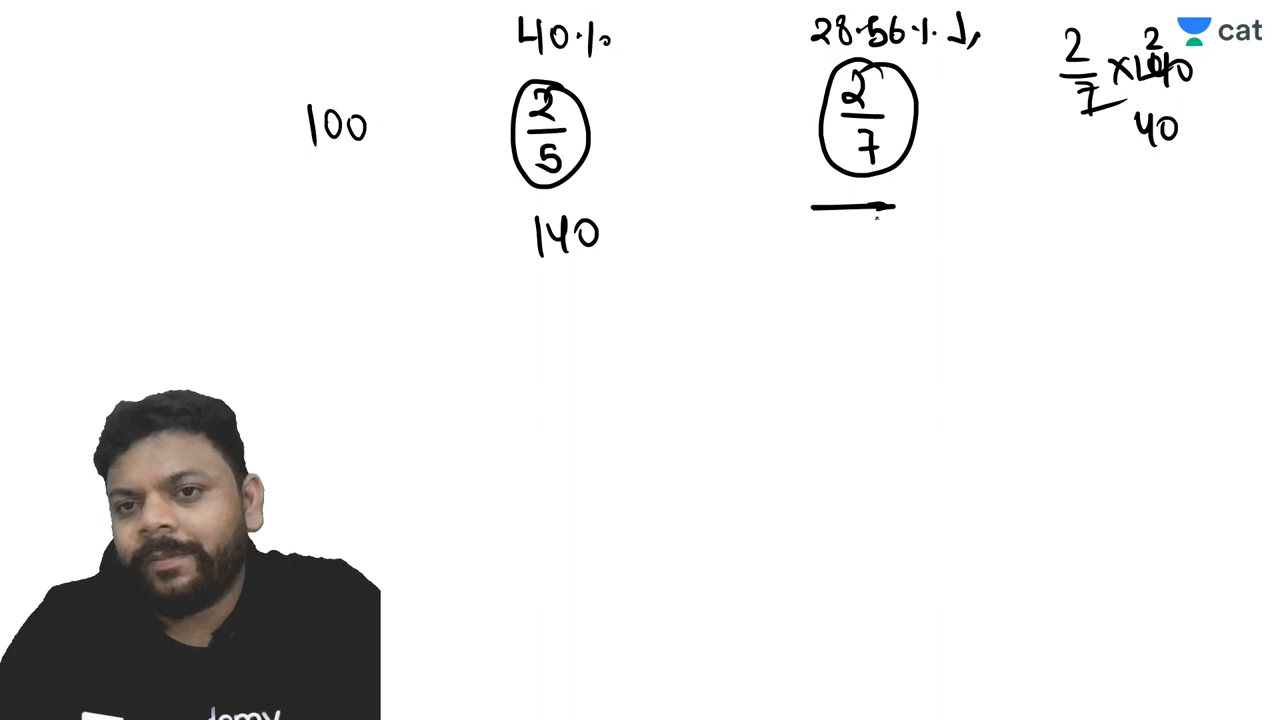 40% 28.56% ↓
100 2/5 2/7 2/7 × 140 2
40
140
cat